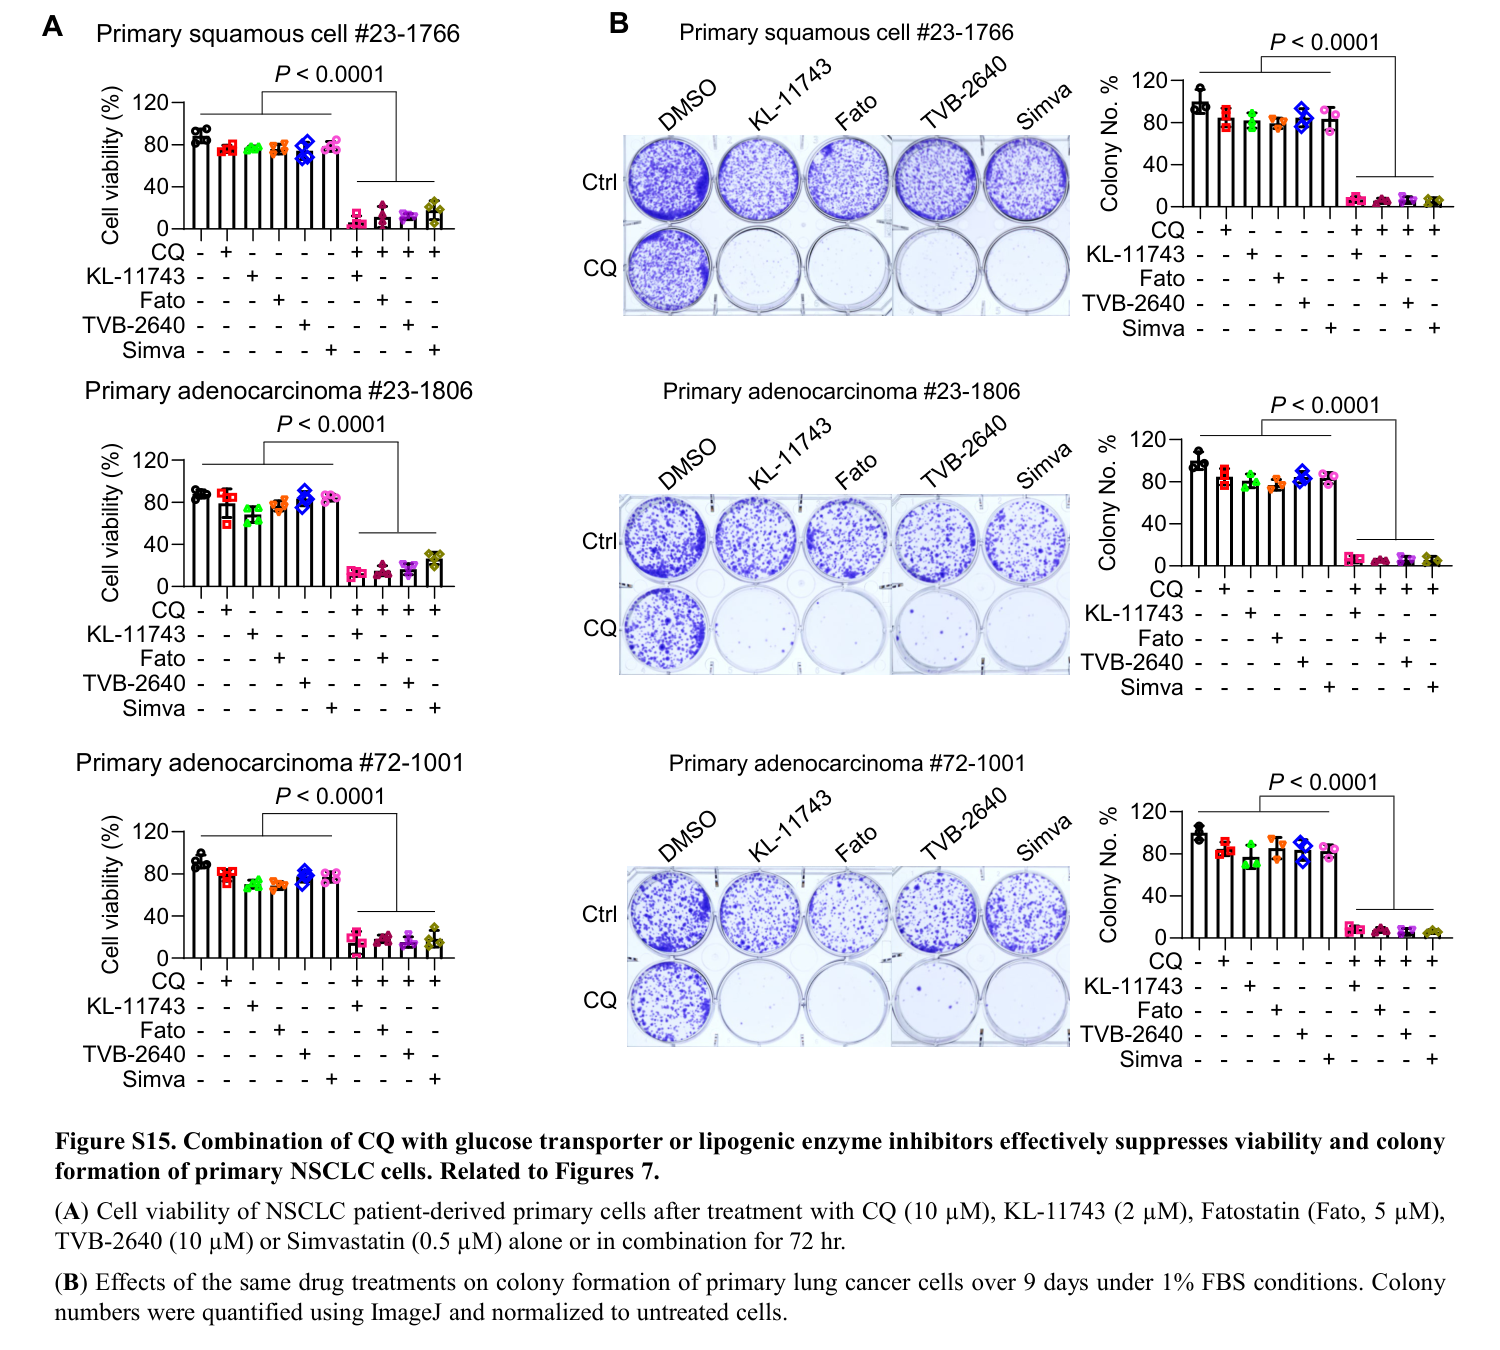 A
Primary squamous cell #23-1766
P < 0.0001
Cell viability (%)
120
80
40
0
CQ - + - - - - + + + +
KL-11743 - - + - - - + - - -
Fato - - - + - - - + - -
TVB-2640 - - - - + - - - + -
Simva - - - - - + - - - +
Primary adenocarcinoma #23-1806
P < 0.0001
Cell viability (%)
120
80
40
0
CQ - + - - - - + + + +
KL-11743 - - + - - - + - - -
Fato - - - + - - - + - -
TVB-2640 - - - - + - - - + -
Simva - - - - - + - - - +
Primary adenocarcinoma #72-1001
P < 0.0001
Cell viability (%)
120
80
40
0
CQ - + - - - - + + + +
KL-11743 - - + - - - + - - -
Fato - - - + - - - + - -
TVB-2640 - - - - + - - - + -
Simva - - - - - + - - - +
B
Primary squamous cell #23-1766
DMSO KL-11743 Fato TVB-2640 Simva
Ctrl
CQ
P < 0.0001
Colony No. %
120
80
40
0
CQ - + - - - - + + + +
KL-11743 - - + - - - + - - -
Fato - - - + - - - + - -
TVB-2640 - - - - + - - - + -
Simva - - - - - + - - - +
Primary adenocarcinoma #23-1806
DMSO KL-11743 Fato TVB-2640 Simva
Ctrl
CQ
P < 0.0001
Colony No. %
120
80
40
0
CQ - + - - - - + + + +
KL-11743 - - + - - - + - - -
Fato - - - + - - - + - -
TVB-2640 - - - - + - - - + -
Simva - - - - - + - - - +
Primary adenocarcinoma #72-1001
DMSO KL-11743 Fato TVB-2640 Simva
Ctrl
CQ
P < 0.0001
Colony No. %
120
80
40
0
CQ - + - - - - + + + +
KL-11743 - - + - - - + - - -
Fato - - - + - - - + - -
TVB-2640 - - - - + - - - + -
Simva - - - - - + - - - +
Figure S15. Combination of CQ with glucose transporter or lipogenic enzyme inhibitors effectively suppresses viability and colony
formation of primary NSCLC cells. Related to Figures 7.
(A) Cell viability of NSCLC patient-derived primary cells after treatment with CQ (10 µM), KL-11743 (2 µM), Fatostatin (Fato, 5 µM),
TVB-2640 (10 µM) or Simvastatin (0.5 µM) alone or in combination for 72 hr.
(B) Effects of the same drug treatments on colony formation of primary lung cancer cells over 9 days under 1% FBS conditions. Colony
numbers were quantified using ImageJ and normalized to untreated cells.